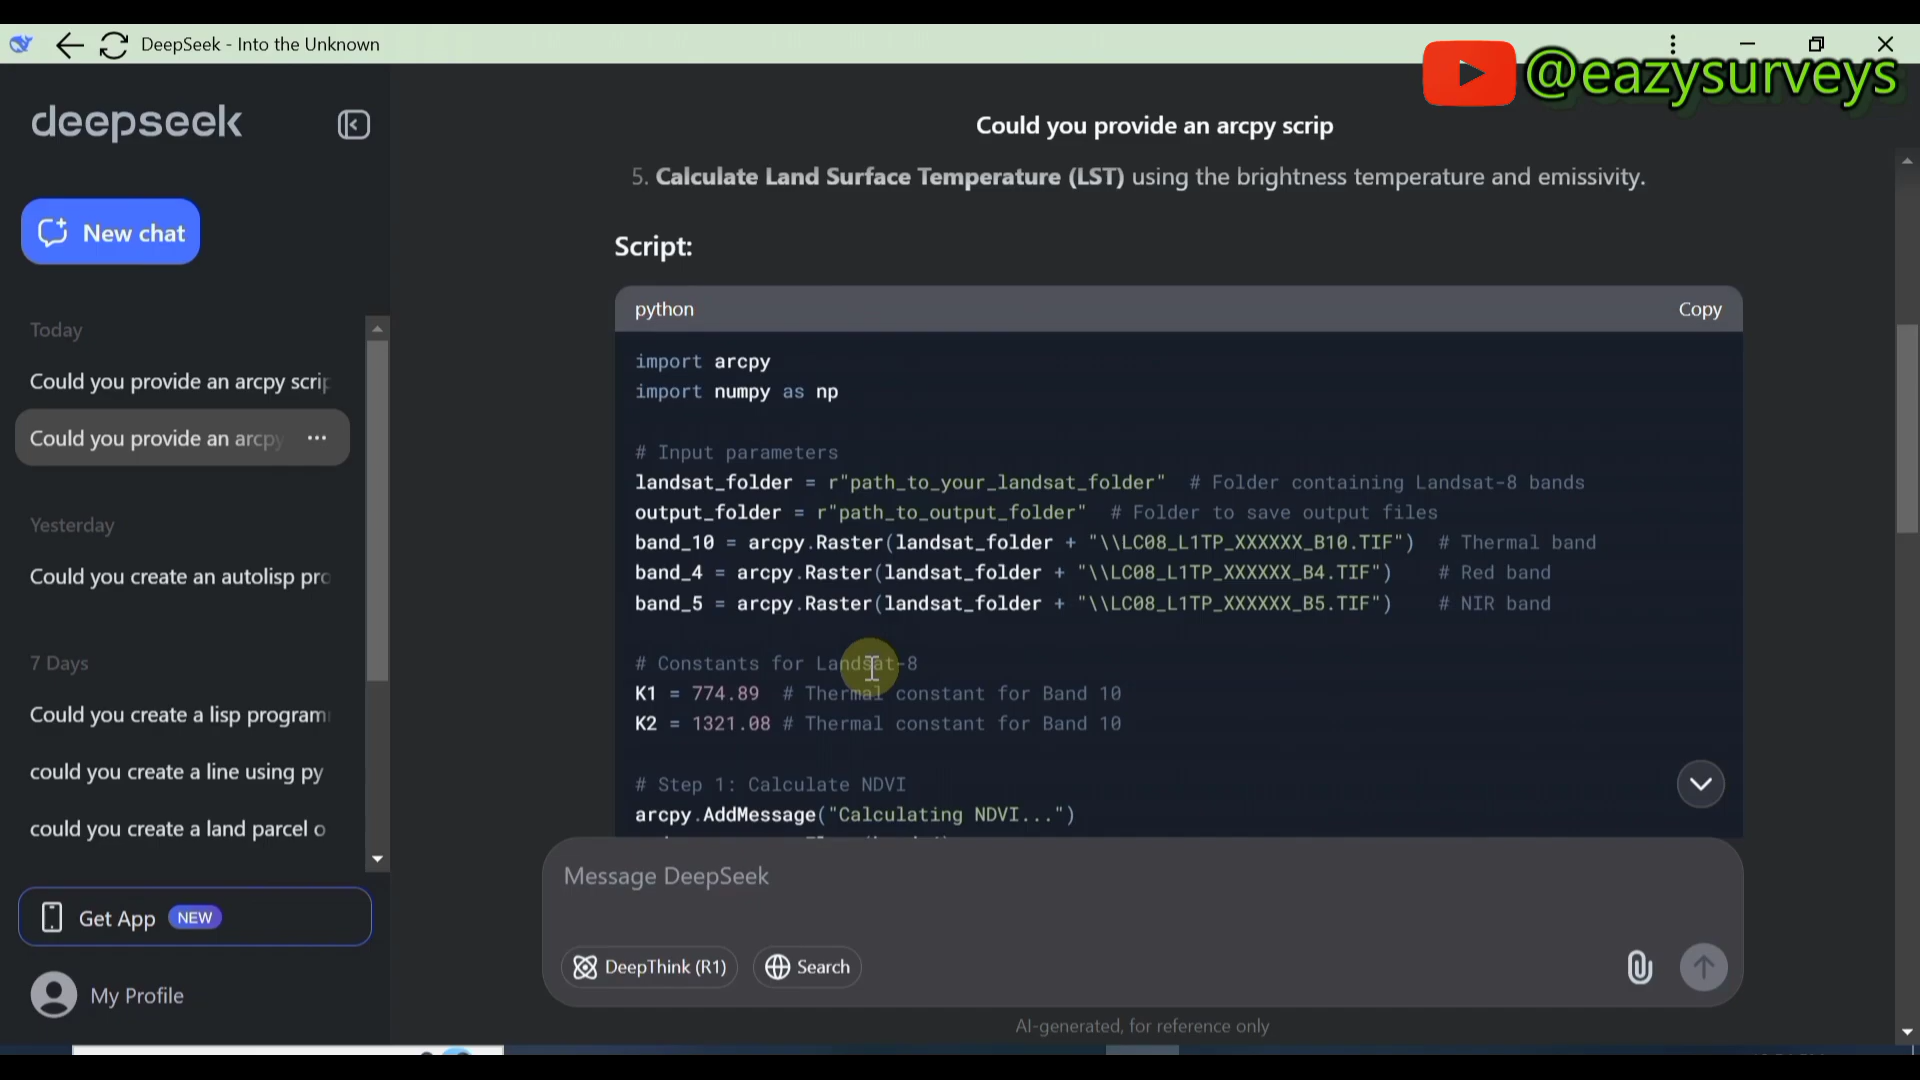 DeepSeek - Into the Unknown
@eazysurveys
deepseek
New chat
Today
Could you provide an arcpy scrip
Could you provide an arcpy
Yesterday
Could you create an autolisp pro
7 Days
Could you create a lisp program
could you create a line using py
could you create a land parcel o
Get App NEW
My Profile
Could you provide an arcpy scrip
5. Calculate Land Surface Temperature (LST) using the brightness temperature and emissivity.
Script:
python Copy
import arcpy
import numpy as np
# Input parameters
landsat_folder = r"path_to_your_landsat_folder" # Folder containing Landsat-8 bands
output_folder = r"path_to_output_folder" # Folder to save output files
band_10 = arcpy.Raster(landsat_folder + "\\LC08_L1TP_XXXXXX_B10.TIF") # Thermal band
band_4 = arcpy.Raster(landsat_folder + "\\LC08_L1TP_XXXXXX_B4.TIF") # Red band
band_5 = arcpy.Raster(landsat_folder + "\\LC08_L1TP_XXXXXX_B5.TIF") # NIR band
# Constants for Landsat-8
K1 = 774.89 # Thermal constant for Band 10
K2 = 1321.08 # Thermal constant for Band 10
# Step 1: Calculate NDVI
arcpy.AddMessage("Calculating NDVI...")
Message DeepSeek
DeepThink (R1) Search
AI-generated, for reference only